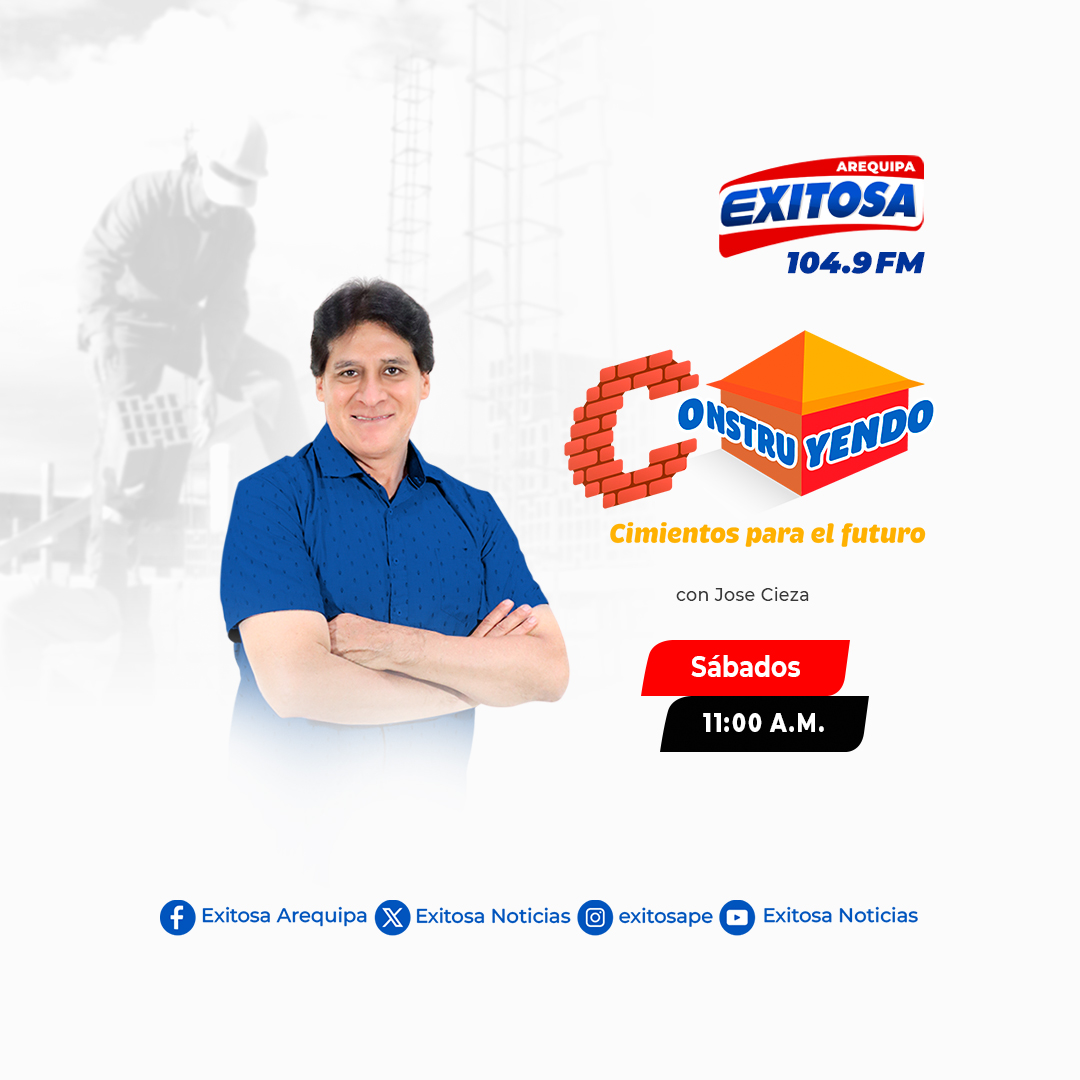 AREQUIPA
EXITOSA
104.9 FM
CONSTRUYENDO
Cimientos para el futuro
con Jose Cieza
Sábados
11:00 A.M.
Exitosa Arequipa Exitosa Noticias exitosape Exitosa Noticias